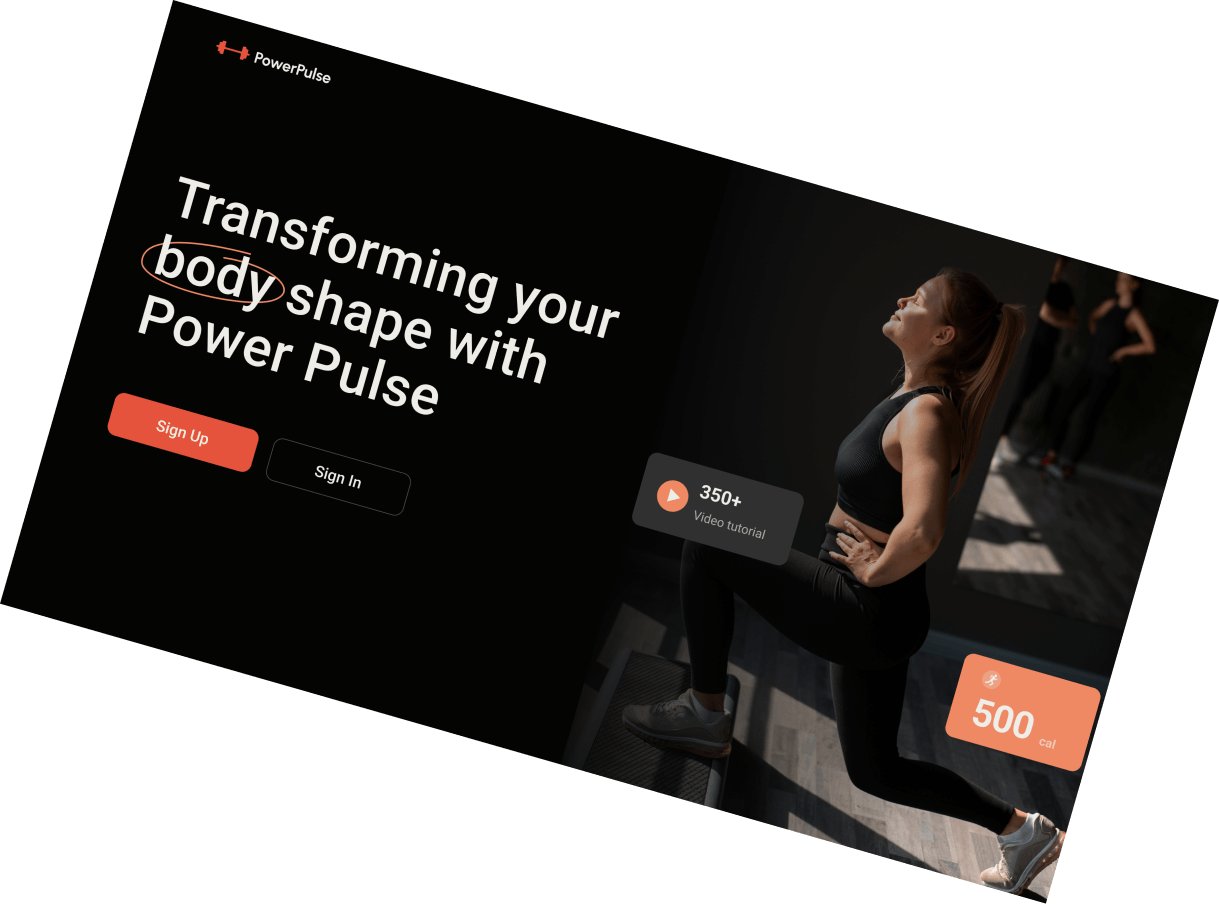 PowerPulse
Transforming your
body shape with
Power Pulse
Sign Up
Sign In
350+
Video tutorial
500
cal